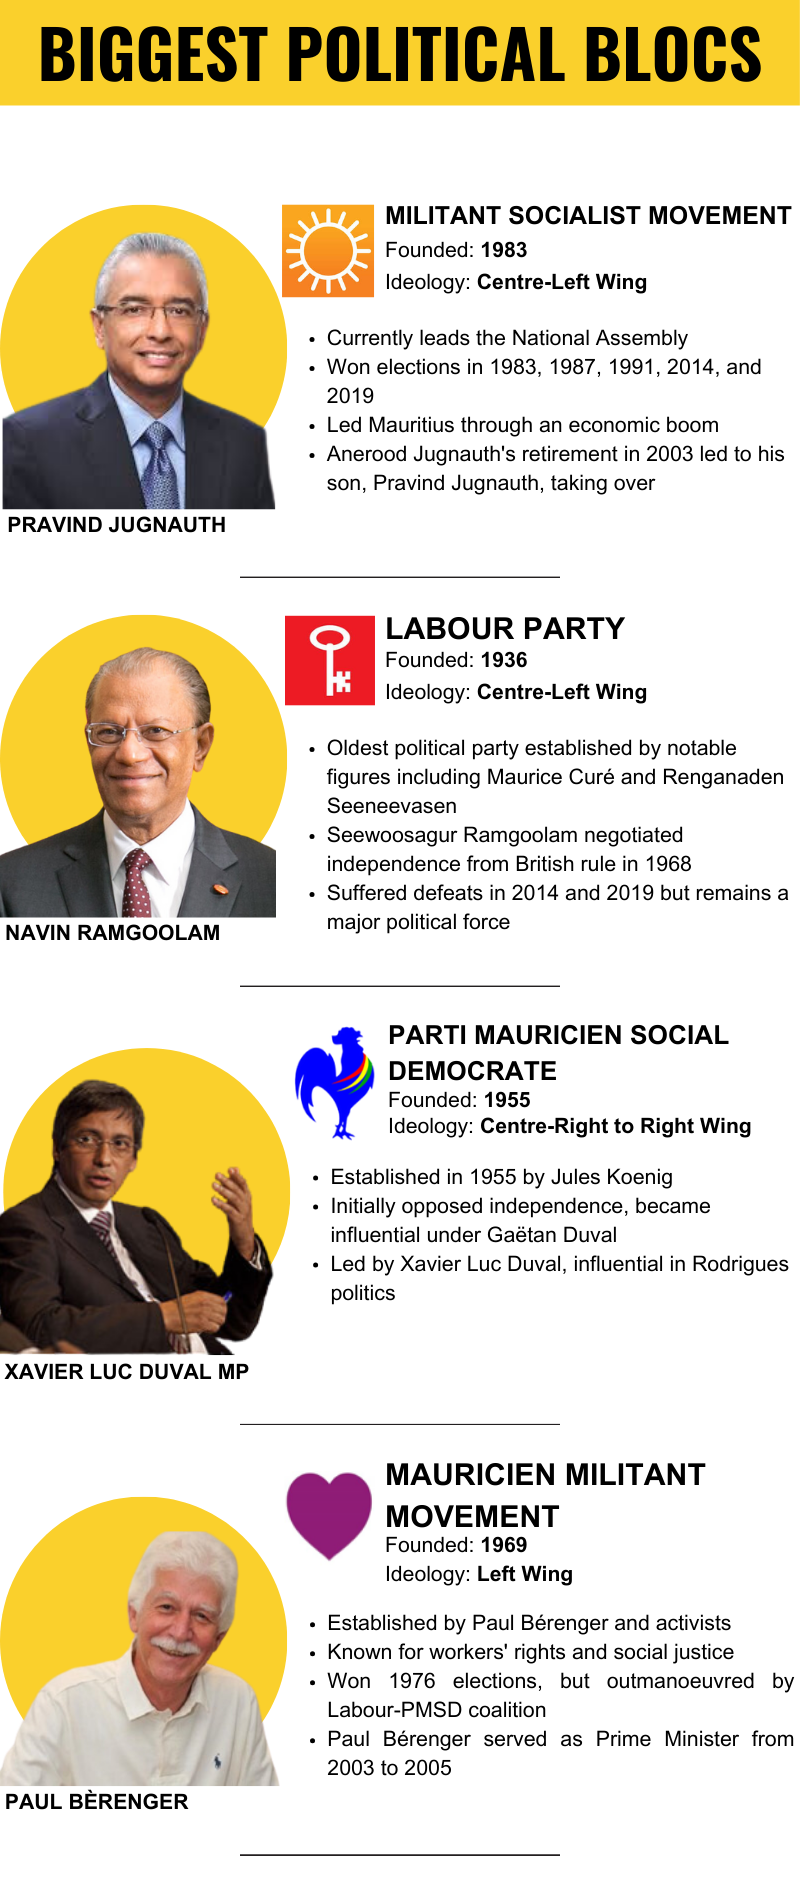 BIGGEST POLITICAL BLOCS
MILITANT SOCIALIST MOVEMENT
Founded: 1983
Ideology: Centre-Left Wing
• Currently leads the National Assembly
• Won elections in 1983, 1987, 1991, 2014, and
2019
• Led Mauritius through an economic boom
• Anerood Jugnauth's retirement in 2003 led to his
son, Pravind Jugnauth, taking over
PRAVIND JUGNAUTH
LABOUR PARTY
Founded: 1936
Ideology: Centre-Left Wing
• Oldest political party established by notable
figures including Maurice Curé and Renganaden
Seeneevasen
• Seewoosagur Ramgoolam negotiated
independence from British rule in 1968
• Suffered defeats in 2014 and 2019 but remains a
major political force
NAVIN RAMGOOLAM
PARTI MAURICIEN SOCIAL
DEMOCRATE
Founded: 1955
Ideology: Centre-Right to Right Wing
• Established in 1955 by Jules Koenig
• Initially opposed independence, became
influential under Gaëtan Duval
• Led by Xavier Luc Duval, influential in Rodrigues
politics
XAVIER LUC DUVAL MP
MAURICIEN MILITANT
MOVEMENT
Founded: 1969
Ideology: Left Wing
• Established by Paul Bérenger and activists
• Known for workers' rights and social justice
• Won 1976 elections, but outmanoeuvred by
Labour-PMSD coalition
• Paul Bérenger served as Prime Minister from
2003 to 2005
PAUL BÈRENGER